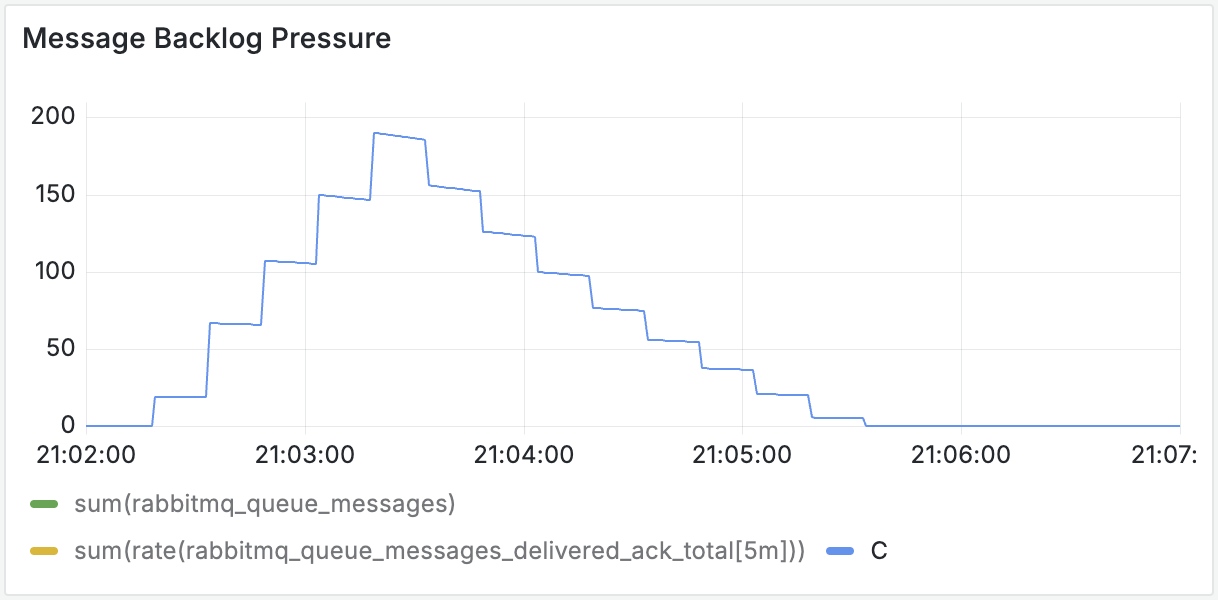 Message Backlog Pressure
200
150
100
50
0
21:02:00 21:03:00 21:04:00 21:05:00 21:06:00 21:07:
sum(rabbitmq_queue_messages)
sum(rate(rabbitmq_queue_messages_delivered_ack_total[5m])) C